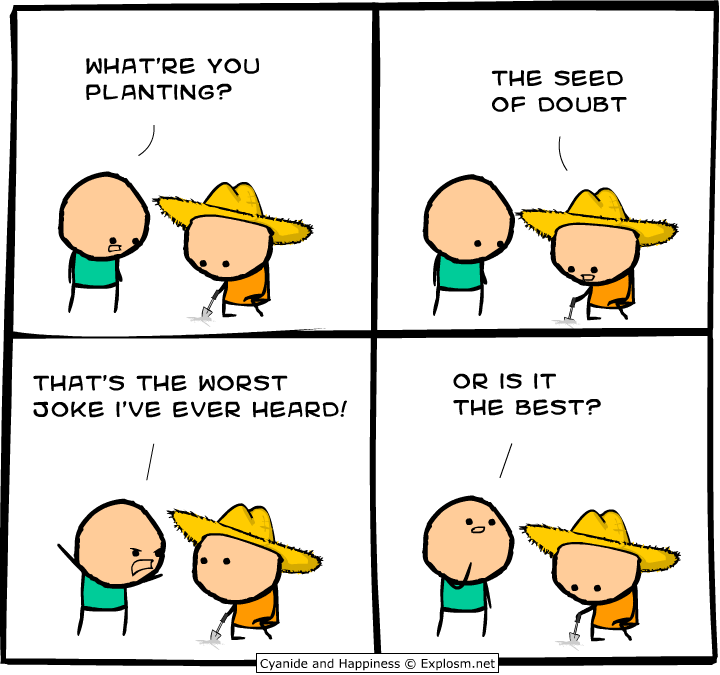 WHAT'RE YOU
PLANTING?
THE SEED
OF DOUBT
THAT'S THE WORST
JOKE I'VE EVER HEARD!
OR IS IT
THE BEST?
Cyanide and Happiness © Explosm.net